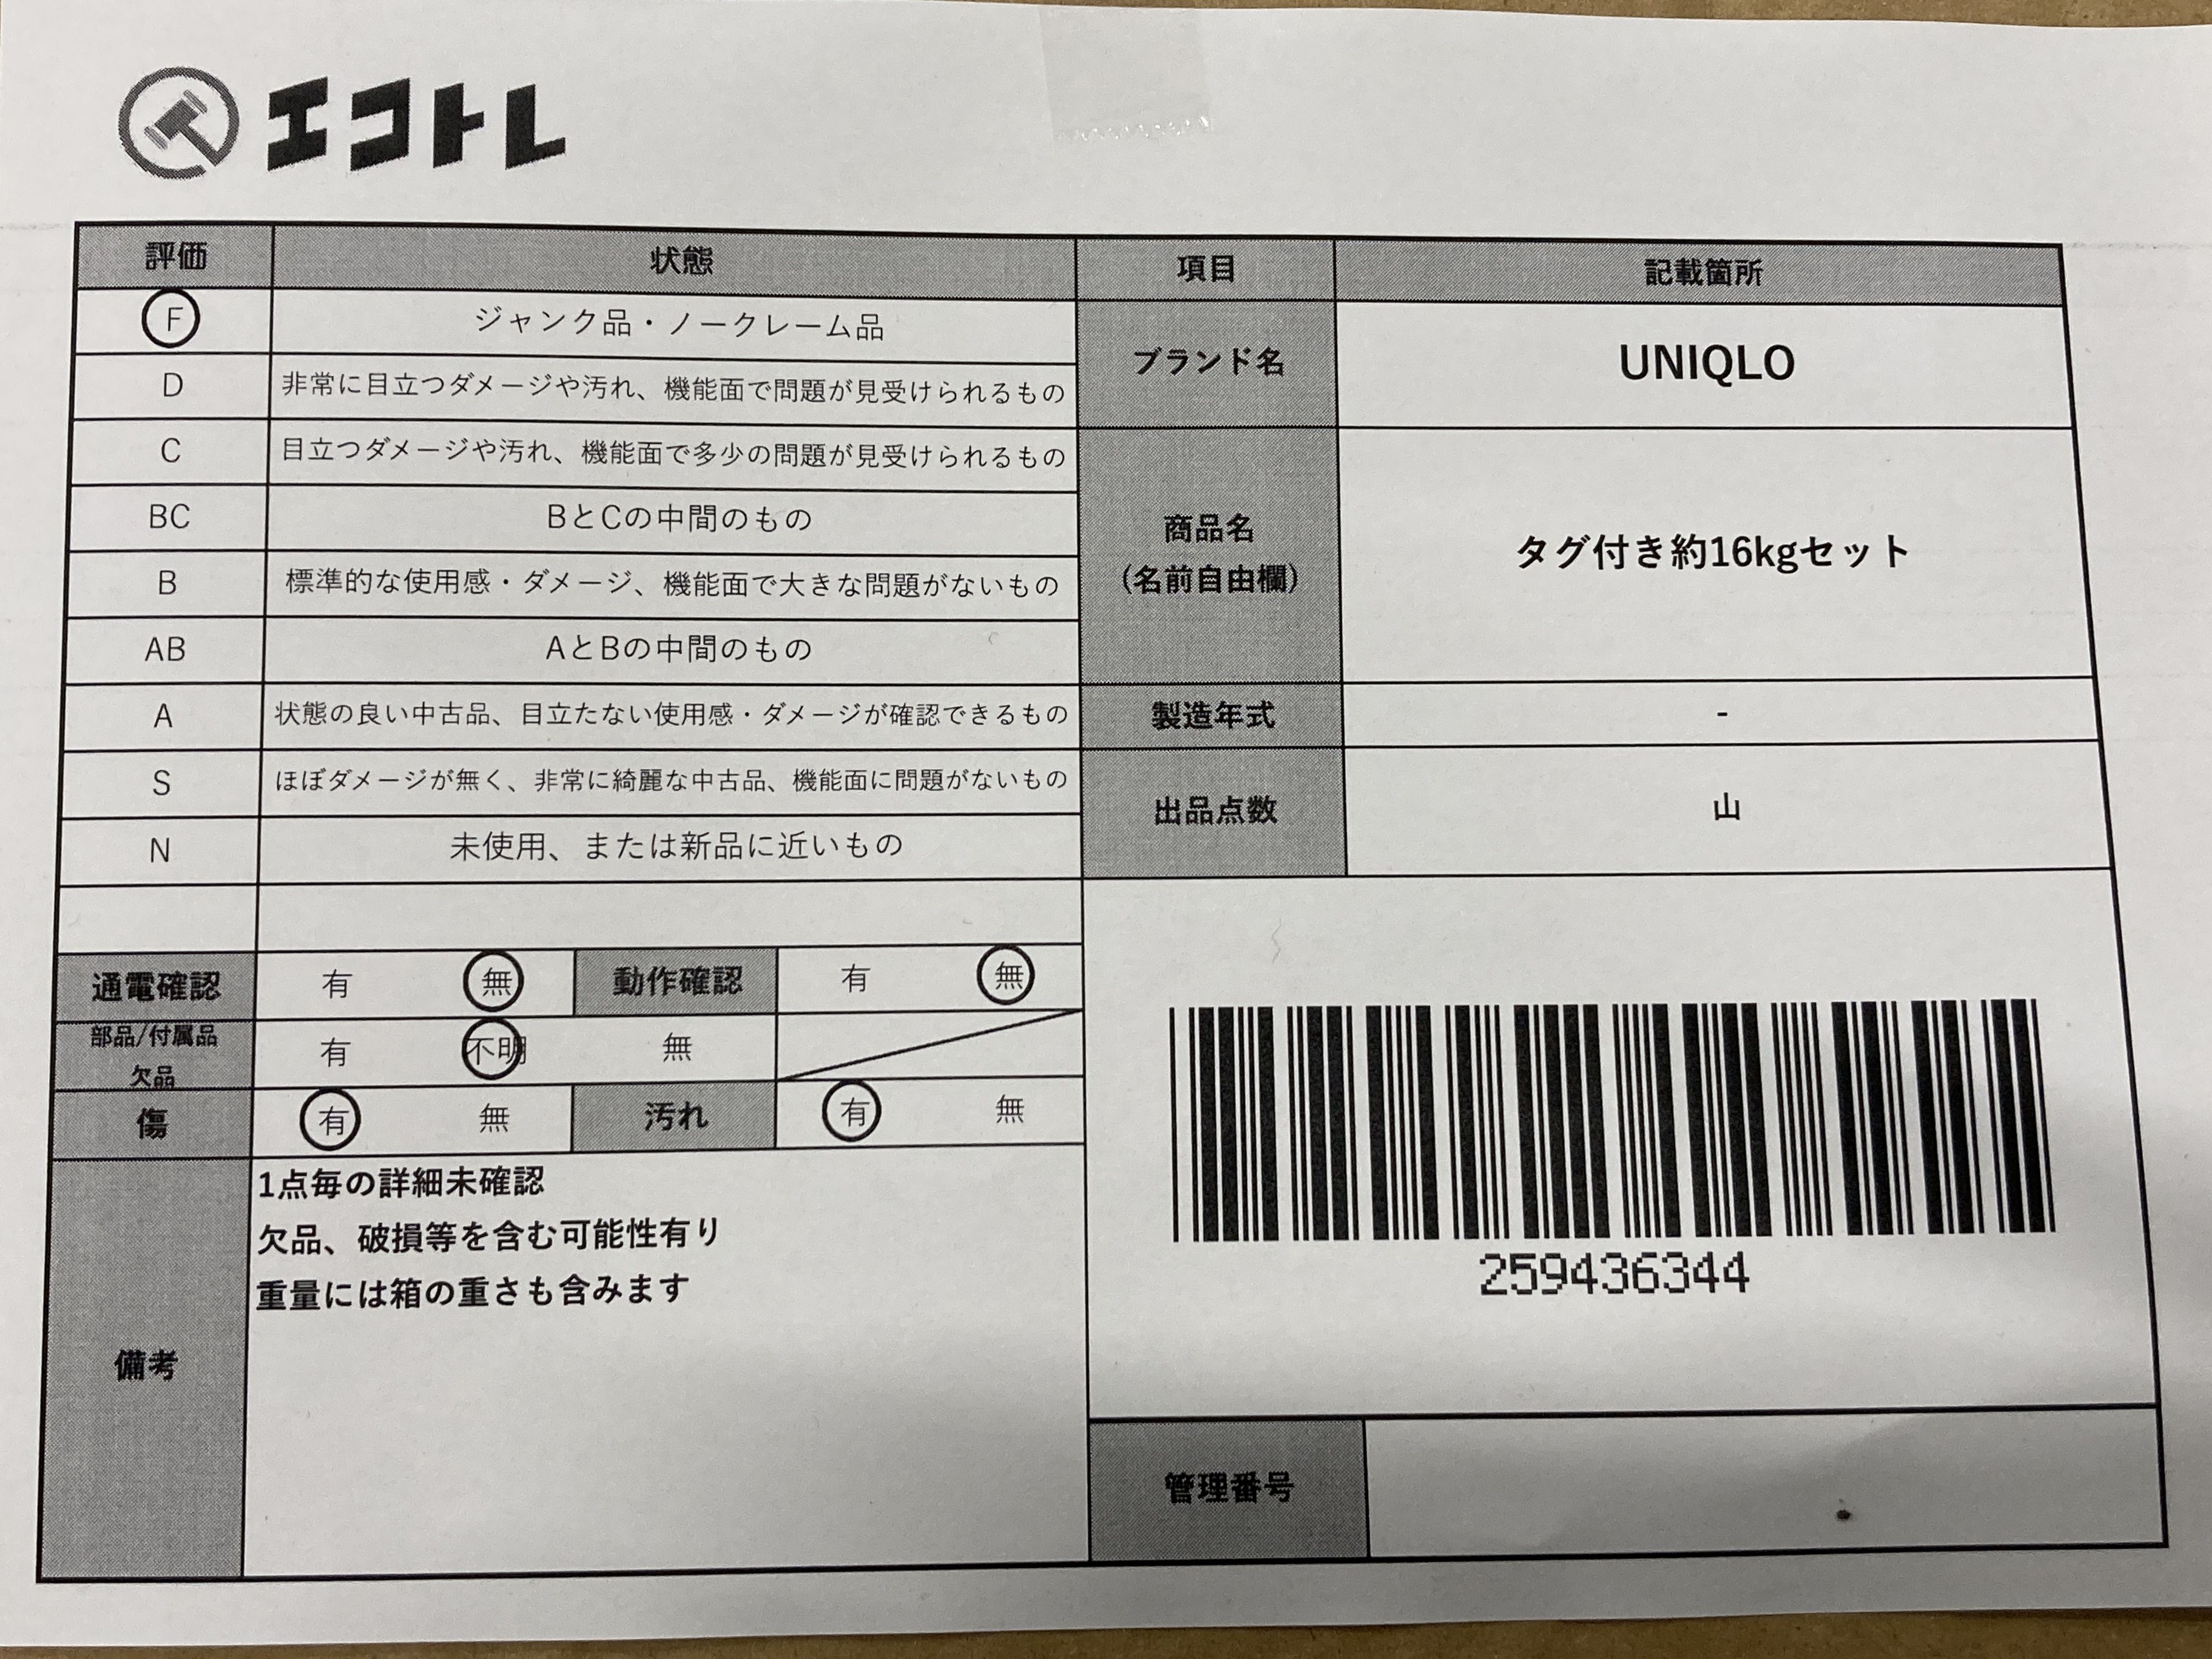 エコトレ
評価 状態 項目 記載箇所
F ジャンク品・ノークレーム品
D 非常に目立つダメージや汚れ、機能面で問題が見受けられるもの
ブランド名 UNIQLO
C 目立つダメージや汚れ、機能面で多少の問題が見受けられるもの
BC BとCの中間のもの
B 標準的な使用感・ダメージ、機能面で大きな問題がないもの
AB AとBの中間のもの
商品名
(名前自由欄)
タグ付き約16kgセット
A 状態の良い中古品、目立たない使用感・ダメージが確認できるもの
製造年式 -
S ほぼダメージが無く、非常に綺麗な中古品、機能面に問題がないもの
N 未使用、または新品に近いもの
出品点数 山
通電確認 有 無 動作確認 有 無
部品/付属品
欠品
有 不明 無
傷 有 無 汚れ 有 無
備考
1点毎の詳細未確認
欠品、破損等を含む可能性有り
重量には箱の重さも含みます
259436344
管理番号